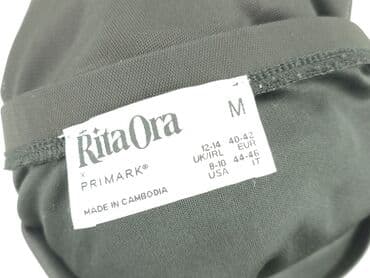 Rita Ora
X
PRIMARK®
MADE IN CAMBODIA
M
12-14 40-42
UK/IRL EUR
8-10 44-46
USA IT